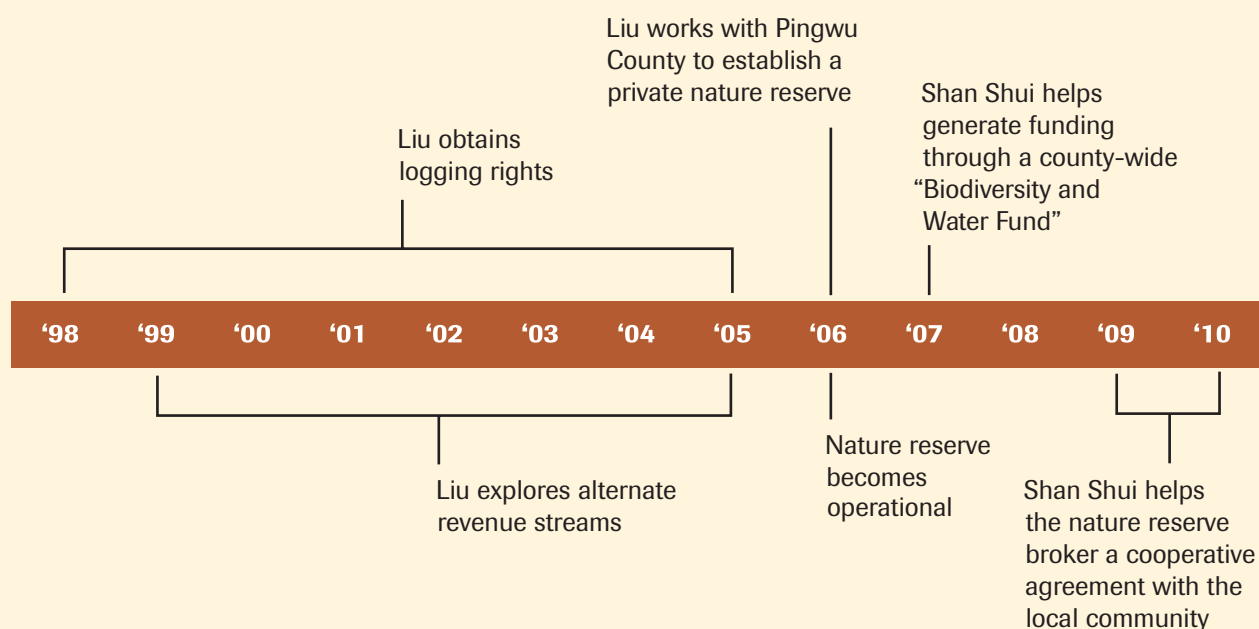 Liu works with Pingwu
County to establish a
private nature reserve
Shan Shui helps
generate funding
through a county-wide
“Biodiversity and
Water Fund”
Liu obtains
logging rights
‘98 ‘99 ‘00 ‘01 ‘02 ‘03 ‘04 ‘05 ‘06 ‘07 ‘08 ‘09 ‘10
Liu explores alternate
revenue streams
Nature reserve
becomes
operational
Shan Shui helps
the nature reserve
broker a cooperative
agreement with the
local community